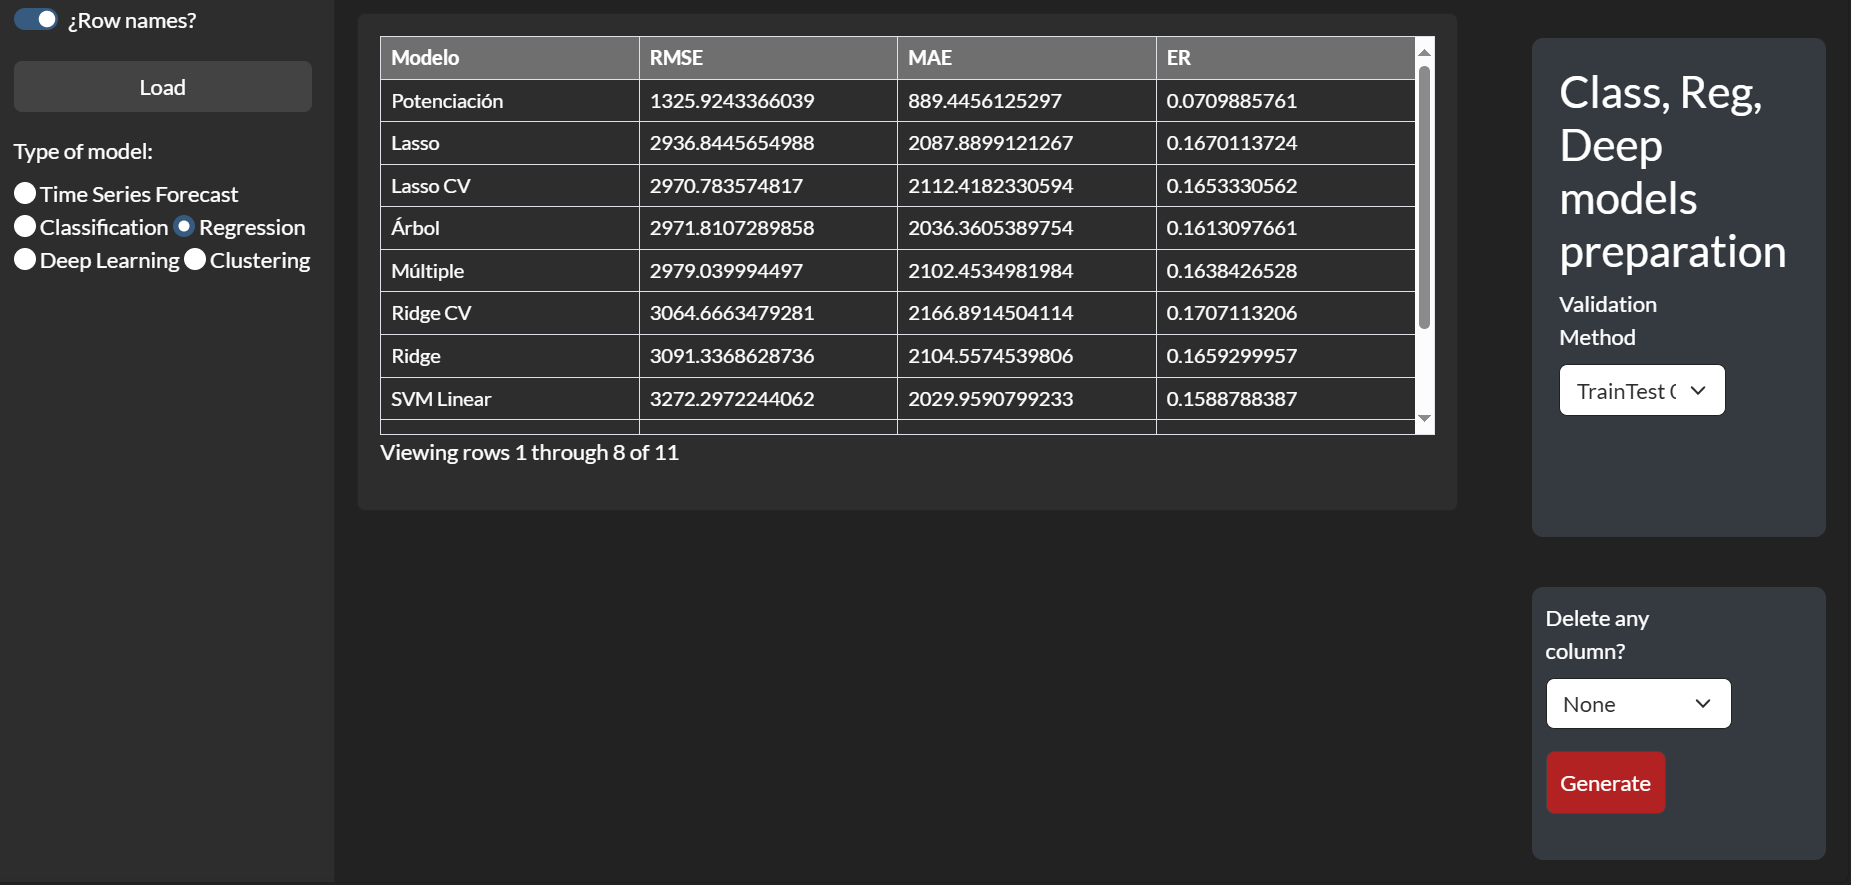 ¿Row names?
Load
Type of model:
Time Series Forecast
Classification Regression
Deep Learning Clustering
Modelo RMSE MAE ER
Potenciación 1325.9243366039 889.4456125297 0.0709885761
Lasso 2936.8445654988 2087.8899121267 0.1670113724
Lasso CV 2970.783574817 2112.4182330594 0.1653330562
Árbol 2971.8107289858 2036.3605389754 0.1613097661
Múltiple 2979.039994497 2102.4534981984 0.1638426528
Ridge CV 3064.6663479281 2166.8914504114 0.1707113206
Ridge 3091.3368628736 2104.5574539806 0.1659299957
SVM Linear 3272.2972244062 2029.9590799233 0.1588788387
Viewing rows 1 through 8 of 11
Class, Reg,
Deep
models
preparation
Validation
Method
TrainTest
Delete any
column?
None
Generate